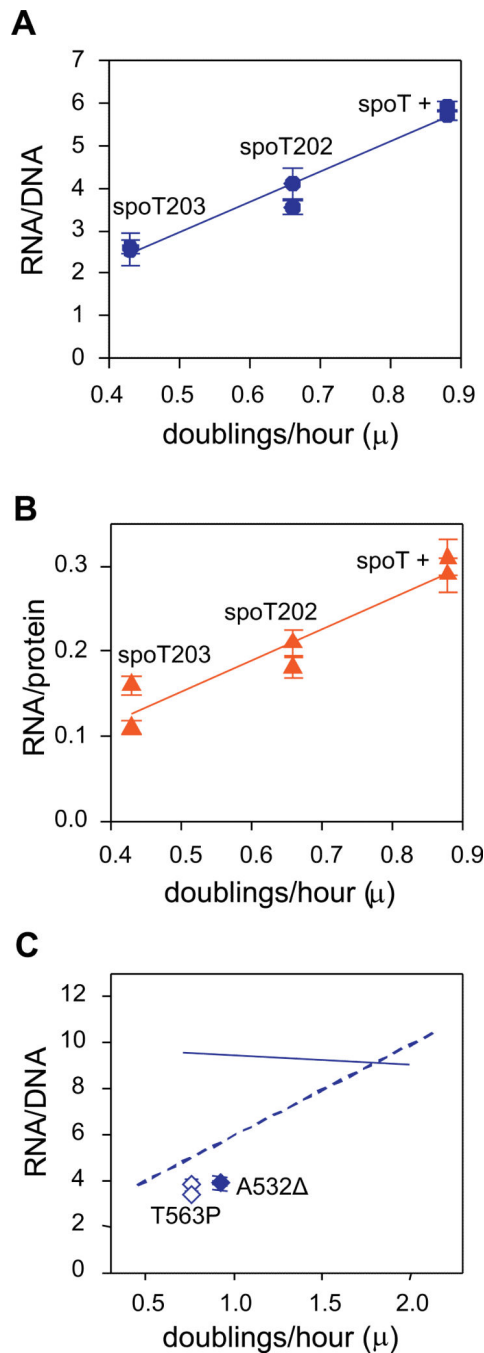 A
7
6
5
4
3
2
1
0
RNA/DNA
spoT +
spoT202
spoT203
0.4 0.5 0.6 0.7 0.8 0.9
doublings/hour (μ)
B
0.3
0.2
0.1
0.0
RNA/protein
spoT +
spoT202
spoT203
0.4 0.5 0.6 0.7 0.8 0.9
doublings/hour (μ)
C
12
10
8
6
4
2
0
RNA/DNA
A532Δ
T563P
0.5 1.0 1.5 2.0
doublings/hour (μ)